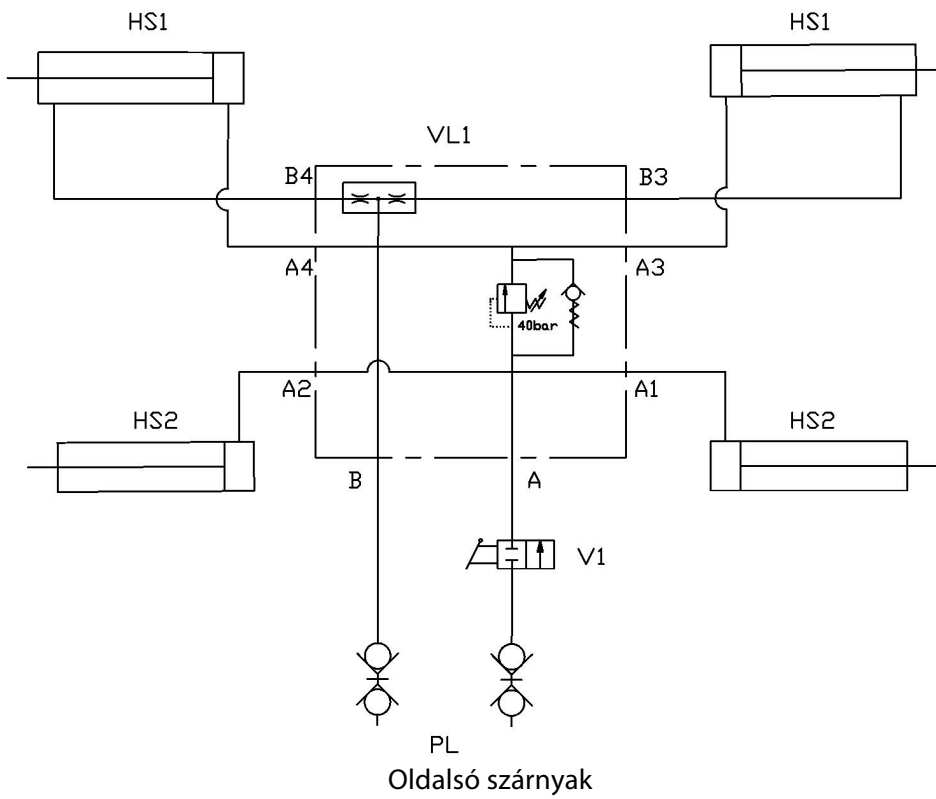 HS1
HS1
VL1
B4
B3
A4
A3
40bar
A2
A1
HS2
HS2
B
A
V1
PL
Oldalsó szárnyak